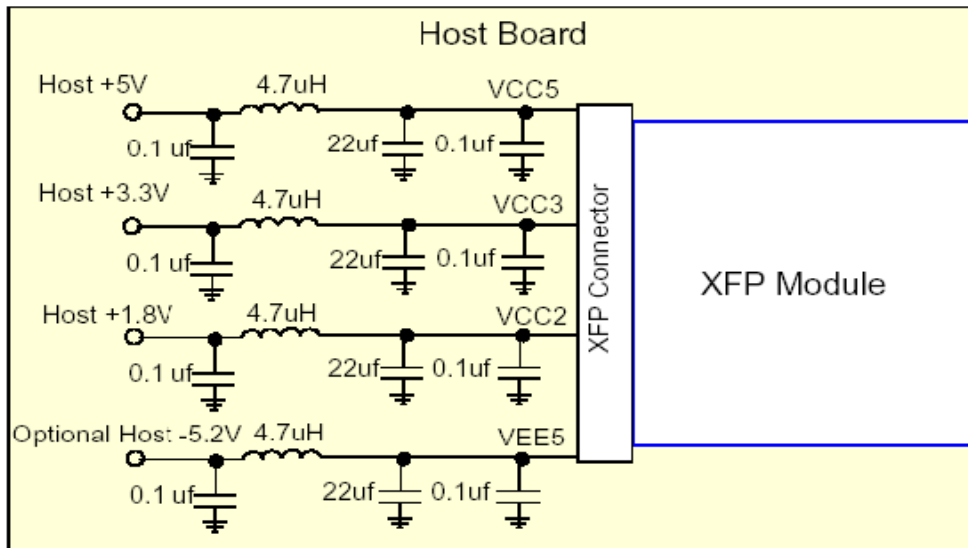 Host Board
Host +5V
4.7uH
VCC5
0.1 uf
22uf
0.1uf
Host +3.3V
4.7uH
VCC3
0.1 uf
22uf
0.1uf
Host +1.8V
4.7uH
VCC2
0.1 uf
22uf
0.1uf
Optional Host -5.2V
4.7uH
VEE5
0.1 uf
22uf
0.1uf
XFP Connector
XFP Module